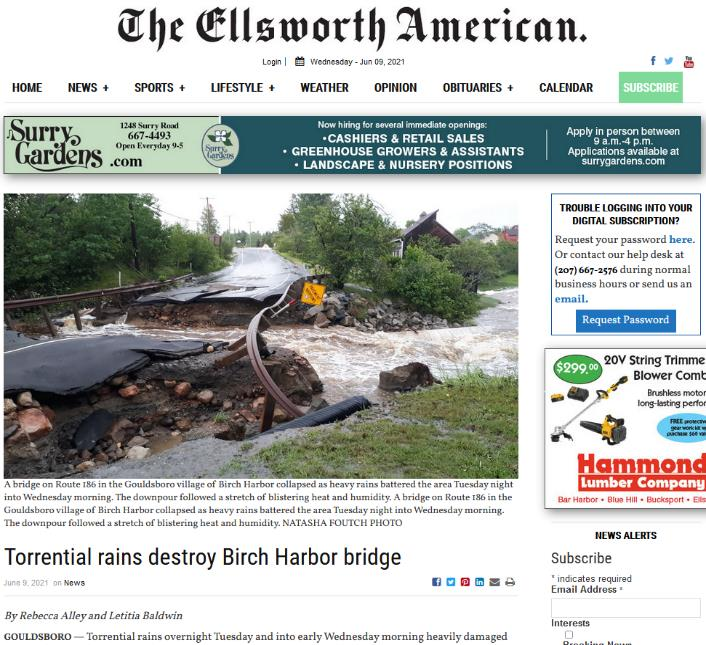 The Ellsworth American.
Login | Wednesday - Jun 09, 2021
HOME NEWS + SPORTS + LIFESTYLE + WEATHER OPINION OBITUARIES + CALENDAR SUBSCRIBE
Surry Gardens .com
1248 Surry Road
667-4493
Open Everyday 9-5
Surry Gardens
Now hiring for several immediate openings:
•CASHIERS & RETAIL SALES
• GREENHOUSE GROWERS & ASSISTANTS
• LANDSCAPE & NURSERY POSITIONS
Apply in person between
9 a.m.-4 p.m.
Applications available at
surrygardens.com
A bridge on Route 186 in the Gouldsboro village of Birch Harbor collapsed as heavy rains battered the area Tuesday night
into Wednesday morning. The downpour followed a stretch of blistering heat and humidity. A bridge on Route 186 in the
Gouldsboro village of Birch Harbor collapsed as heavy rains battered the area Tuesday night into Wednesday morning.
The downpour followed a stretch of blistering heat and humidity. NATASHA FOUTCH PHOTO
Torrential rains destroy Birch Harbor bridge
June 9, 2021 on News
By Rebecca Alley and Letitia Baldwin
GOULDSBORO — Torrential rains overnight Tuesday and into early Wednesday morning heavily damaged
TROUBLE LOGGING INTO YOUR
DIGITAL SUBSCRIPTION?
Request your password here.
Or contact our help desk at
(207) 667-2576 during normal
business hours or send us an
email.
Request Password
$299.00
20V String Trimme
Blower Comb
Brushless motor
long-lasting perfor
FREE protective
gear work kit w
purchase
Hammond
Lumber Company
Bar Harbor • Blue Hill • Bucksport • Ells
NEWS ALERTS
Subscribe
* indicates required
Email Address *
Interests
Breaking News